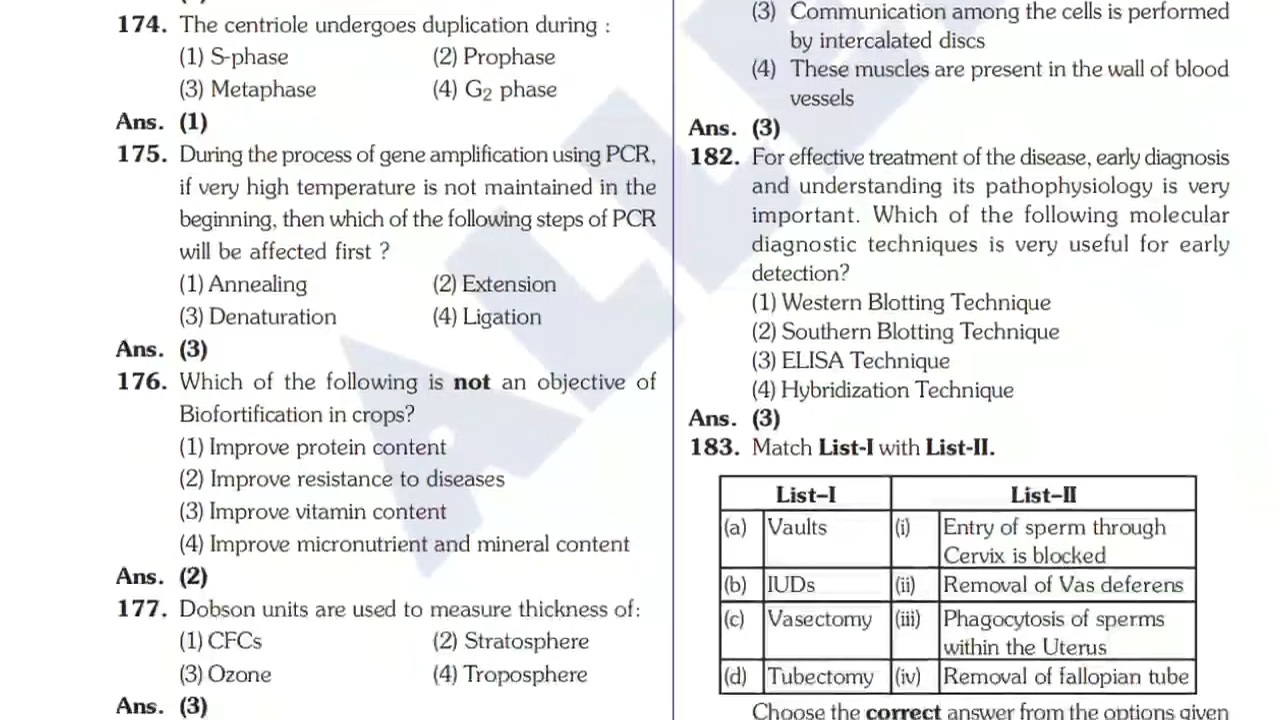 174. The centriole undergoes duplication during :
(1) S-phase (2) Prophase
(3) Metaphase (4) G2 phase
Ans. (1)
175. During the process of gene amplification using PCR,
if very high temperature is not maintained in the
beginning, then which of the following steps of PCR
will be affected first ?
(1) Annealing (2) Extension
(3) Denaturation (4) Ligation
Ans. (3)
176. Which of the following is not an objective of
Biofortification in crops?
(1) Improve protein content
(2) Improve resistance to diseases
(3) Improve vitamin content
(4) Improve micronutrient and mineral content
Ans. (2)
177. Dobson units are used to measure thickness of:
(1) CFCs (2) Stratosphere
(3) Ozone (4) Troposphere
Ans. (3)
(3) Communication among the cells is performed
by intercalated discs
(4) These muscles are present in the wall of blood
vessels
Ans. (3)
182. For effective treatment of the disease, early diagnosis
and understanding its pathophysiology is very
important. Which of the following molecular
diagnostic techniques is very useful for early
detection?
(1) Western Blotting Technique
(2) Southern Blotting Technique
(3) ELISA Technique
(4) Hybridization Technique
Ans. (3)
183. Match List-I with List-II.
List–I List–II
(a) Vaults (i) Entry of sperm through
Cervix is blocked
(b) IUDs (ii) Removal of Vas deferens
(c) Vasectomy (iii) Phagocytosis of sperms
within the Uterus
(d) Tubectomy (iv) Removal of fallopian tube
Choose the correct answer from the options given